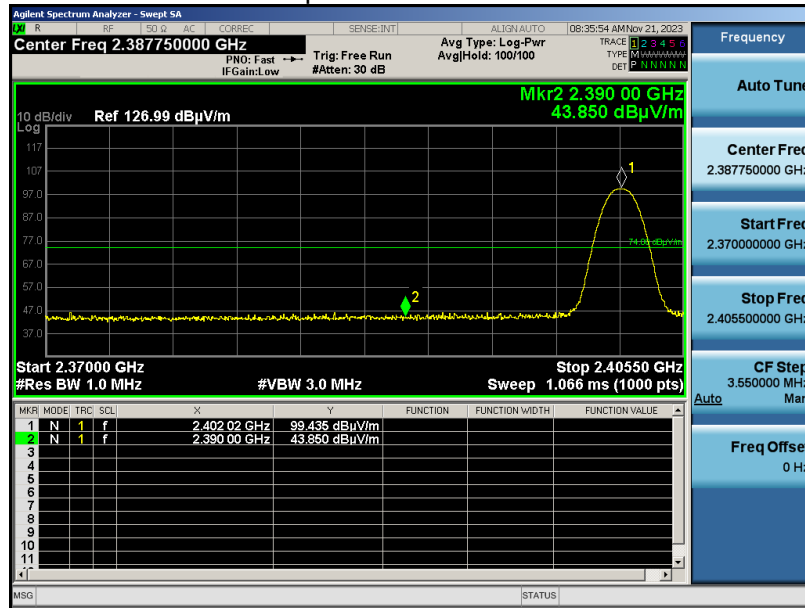 Agilent Spectrum Analyzer - Swept SA
LXI R RF 50 Ω AC CORREC SENSE:INT ALIGN AUTO 08:35:54 AM Nov 21, 2023
Center Freq 2.387750000 GHz
PNO: Fast
IFGain:Low
Trig: Free Run
#Atten: 30 dB
Avg Type: Log-Pwr
Avg|Hold: 100/100
TRACE 1 2 3 4 5 6
TYPE M WWWWW
DET P N N N N N
Mkr2 2.390 00 GHz
43.850 dBµV/m
10 dB/div Ref 126.99 dBµV/m
Log
117
107
97.0
87.0
77.0
67.0
57.0
47.0
37.0
1
74.00 dBµV/m
2
Start 2.37000 GHz Stop 2.40550 GHz
#Res BW 1.0 MHz #VBW 3.0 MHz Sweep 1.066 ms (1000 pts)
MKR MODE TRC SCL X Y FUNCTION FUNCTION WIDTH FUNCTION VALUE
1 N 1 f 2.402 02 GHz 99.435 dBµV/m
2 N 1 f 2.390 00 GHz 43.850 dBµV/m
3
4
5
6
7
8
9
10
11
MSG STATUS
Frequency
Auto Tune
Center Freq
2.387750000 GHz
Start Freq
2.370000000 GHz
Stop Freq
2.405500000 GHz
CF Step
3.550000 MHz
Auto Man
Freq Offset
0 Hz